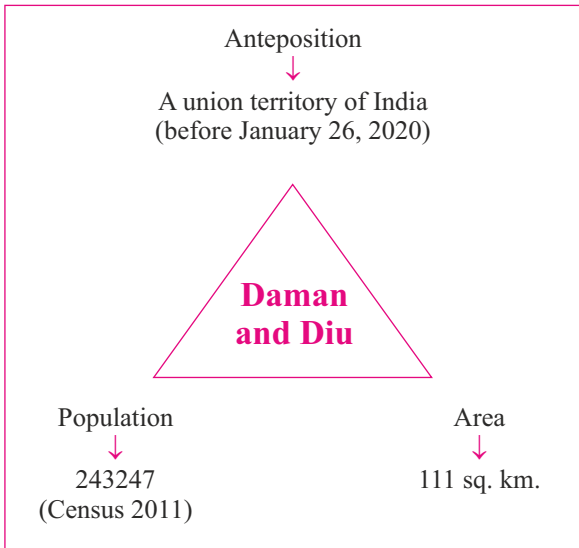 Anteposition
A union territory of India
(before January 26, 2020)
Daman
and Diu
Population
243247
(Census 2011)
Area
111 sq. km.